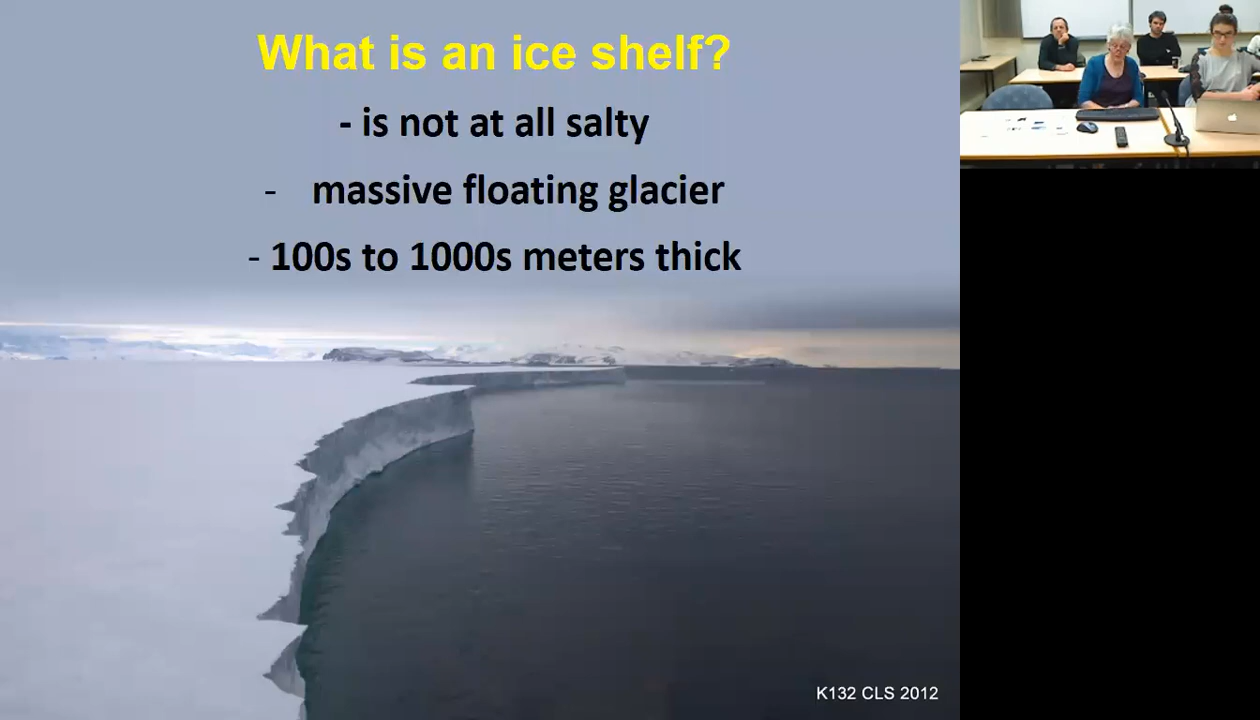 What is an ice shelf?
- is not at all salty
- massive floating glacier
- 100s to 1000s meters thick
K132 CLS 2012